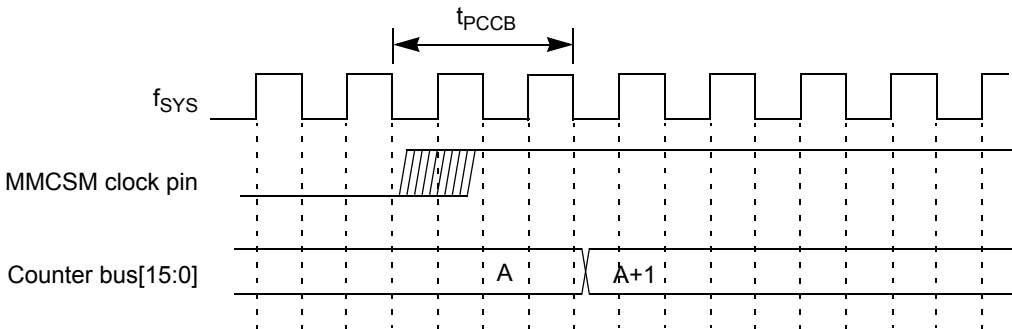 tPCCB
fSYS
MMCSM clock pin
Counter bus[15:0]
A
A+1